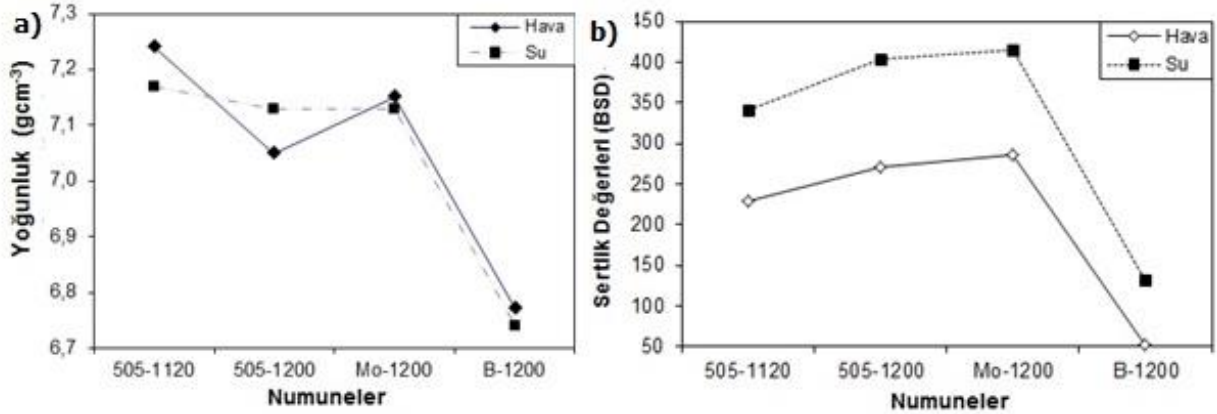 a)
Yoğunluk (gcm-3)
7,3
7,2
7,1
7,0
6,9
6,8
6,7
Hava
Su
505-1120
505-1200
Mo-1200
B-1200
Numuneler
b)
Sertlik Değerleri (BSD)
450
400
350
300
250
200
150
100
50
Hava
Su
505-1120
505-1200
Mo-1200
B-1200
Numuneler